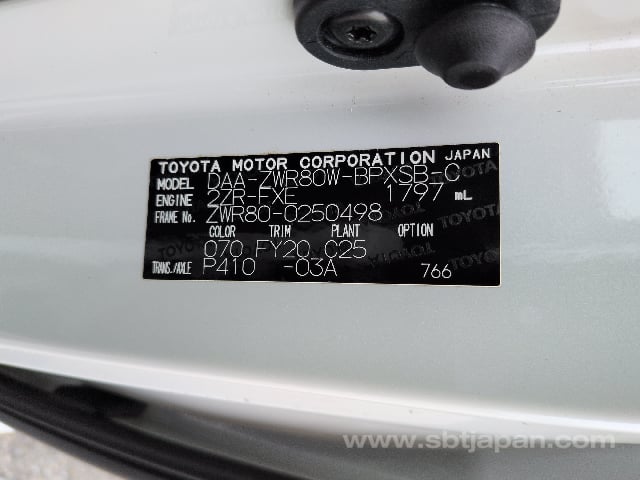 TOYOTA MOTOR CORPORATION JAPAN
MODEL DAA-ZWR80W-BPXSB-C
ENGINE 2ZR-FXE 1797 mL
FRAME No. ZWR80-0250498
COLOR TRIM PLANT OPTION
070 FY20 C25
TRANS./AXLE P410 -03A 766
www.sbtjapan.com